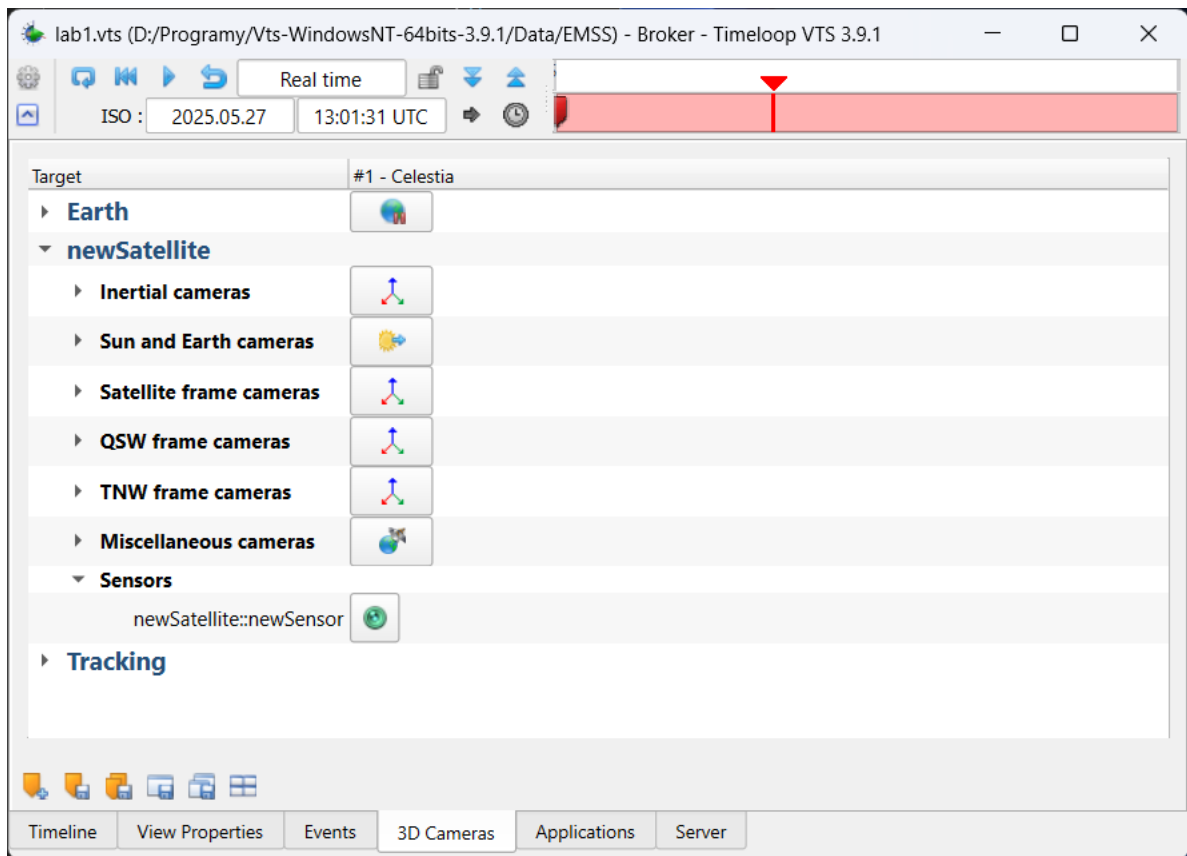 lab1.vts (D:/Programy/Vts-WindowsNT-64bits-3.9.1/Data/EMSS) - Broker - Timeloop VTS 3.9.1
Real time
ISO : 2025.05.27 13:01:31 UTC
Target #1 - Celestia
Earth
newSatellite
Inertial cameras
Sun and Earth cameras
Satellite frame cameras
QSW frame cameras
TNW frame cameras
Miscellaneous cameras
Sensors
newSatellite::newSensor
Tracking
Timeline View Properties Events 3D Cameras Applications Server